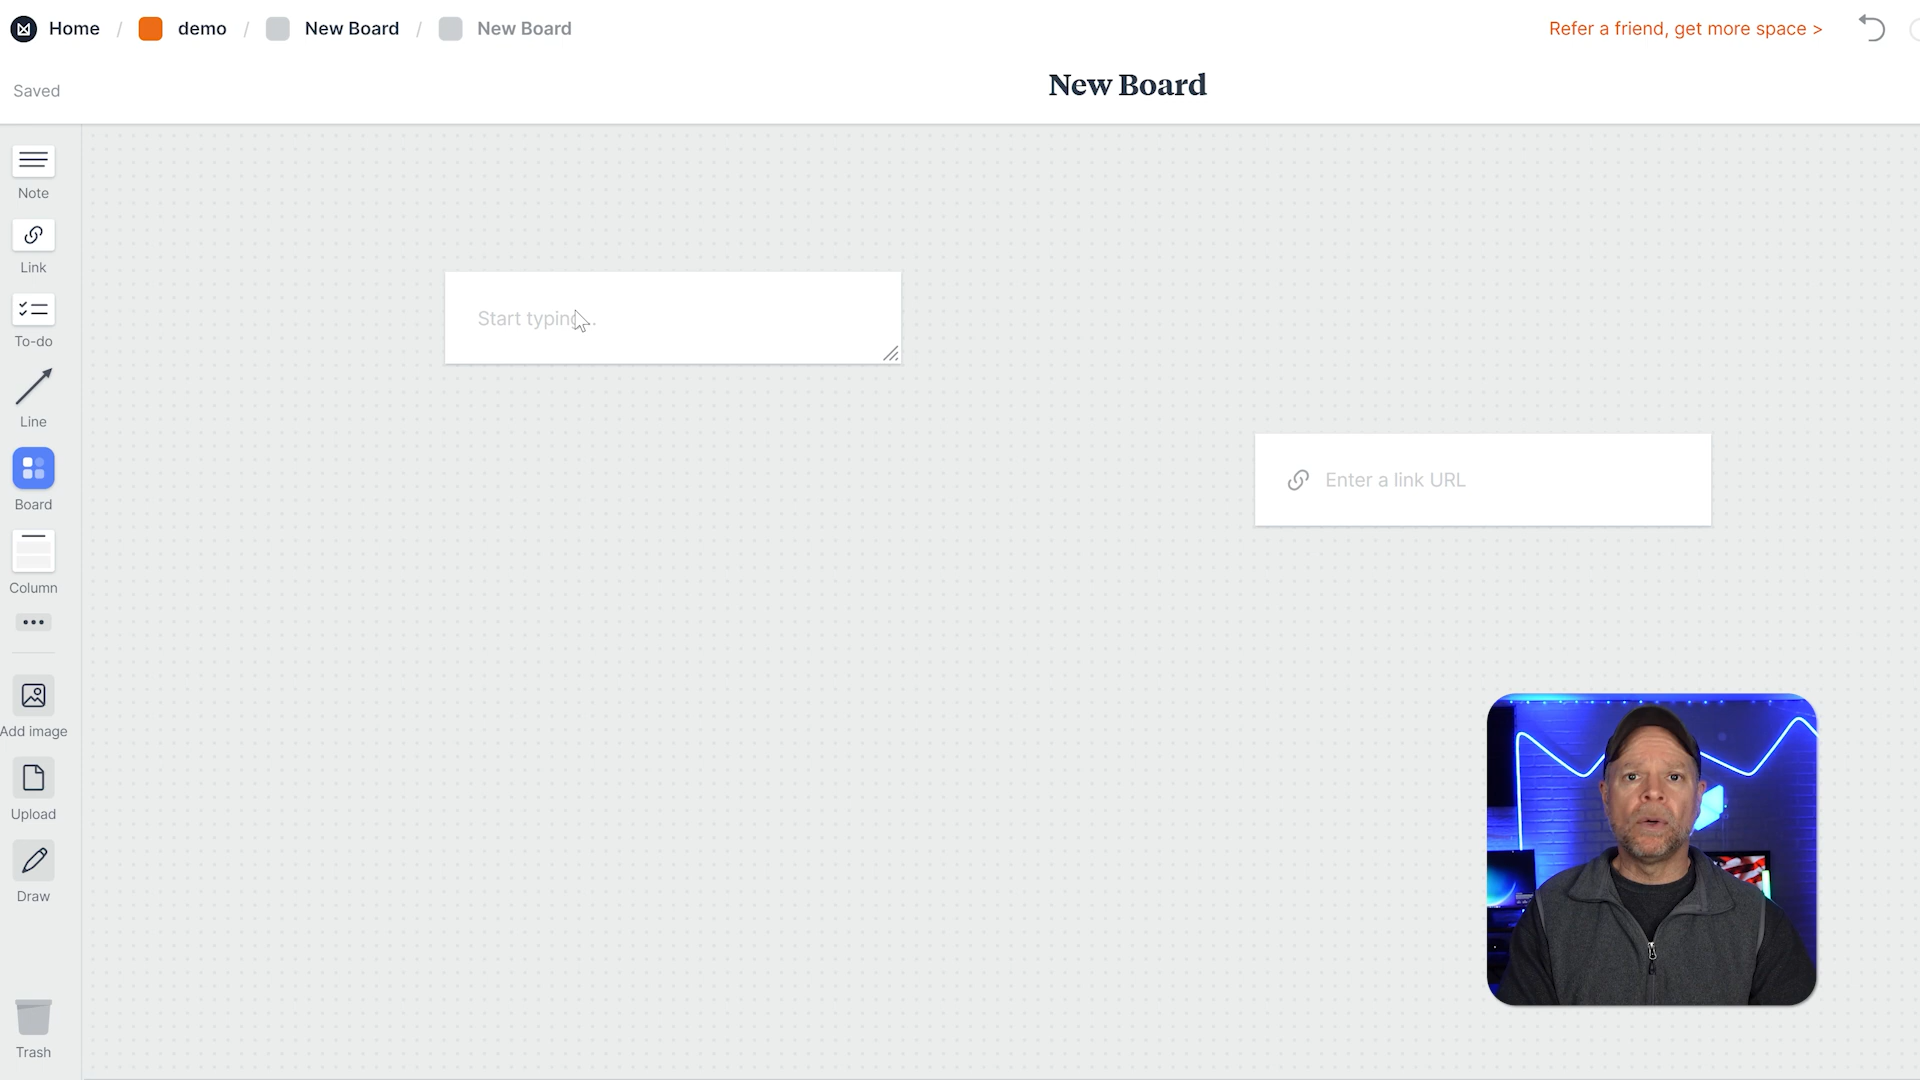 Home / demo / New Board / New Board
Refer a friend, get more space >
Saved
New Board
Note
Link
To-do
Line
Board
Column
Add image
Upload
Draw
Trash
Start typing...
Enter a link URL